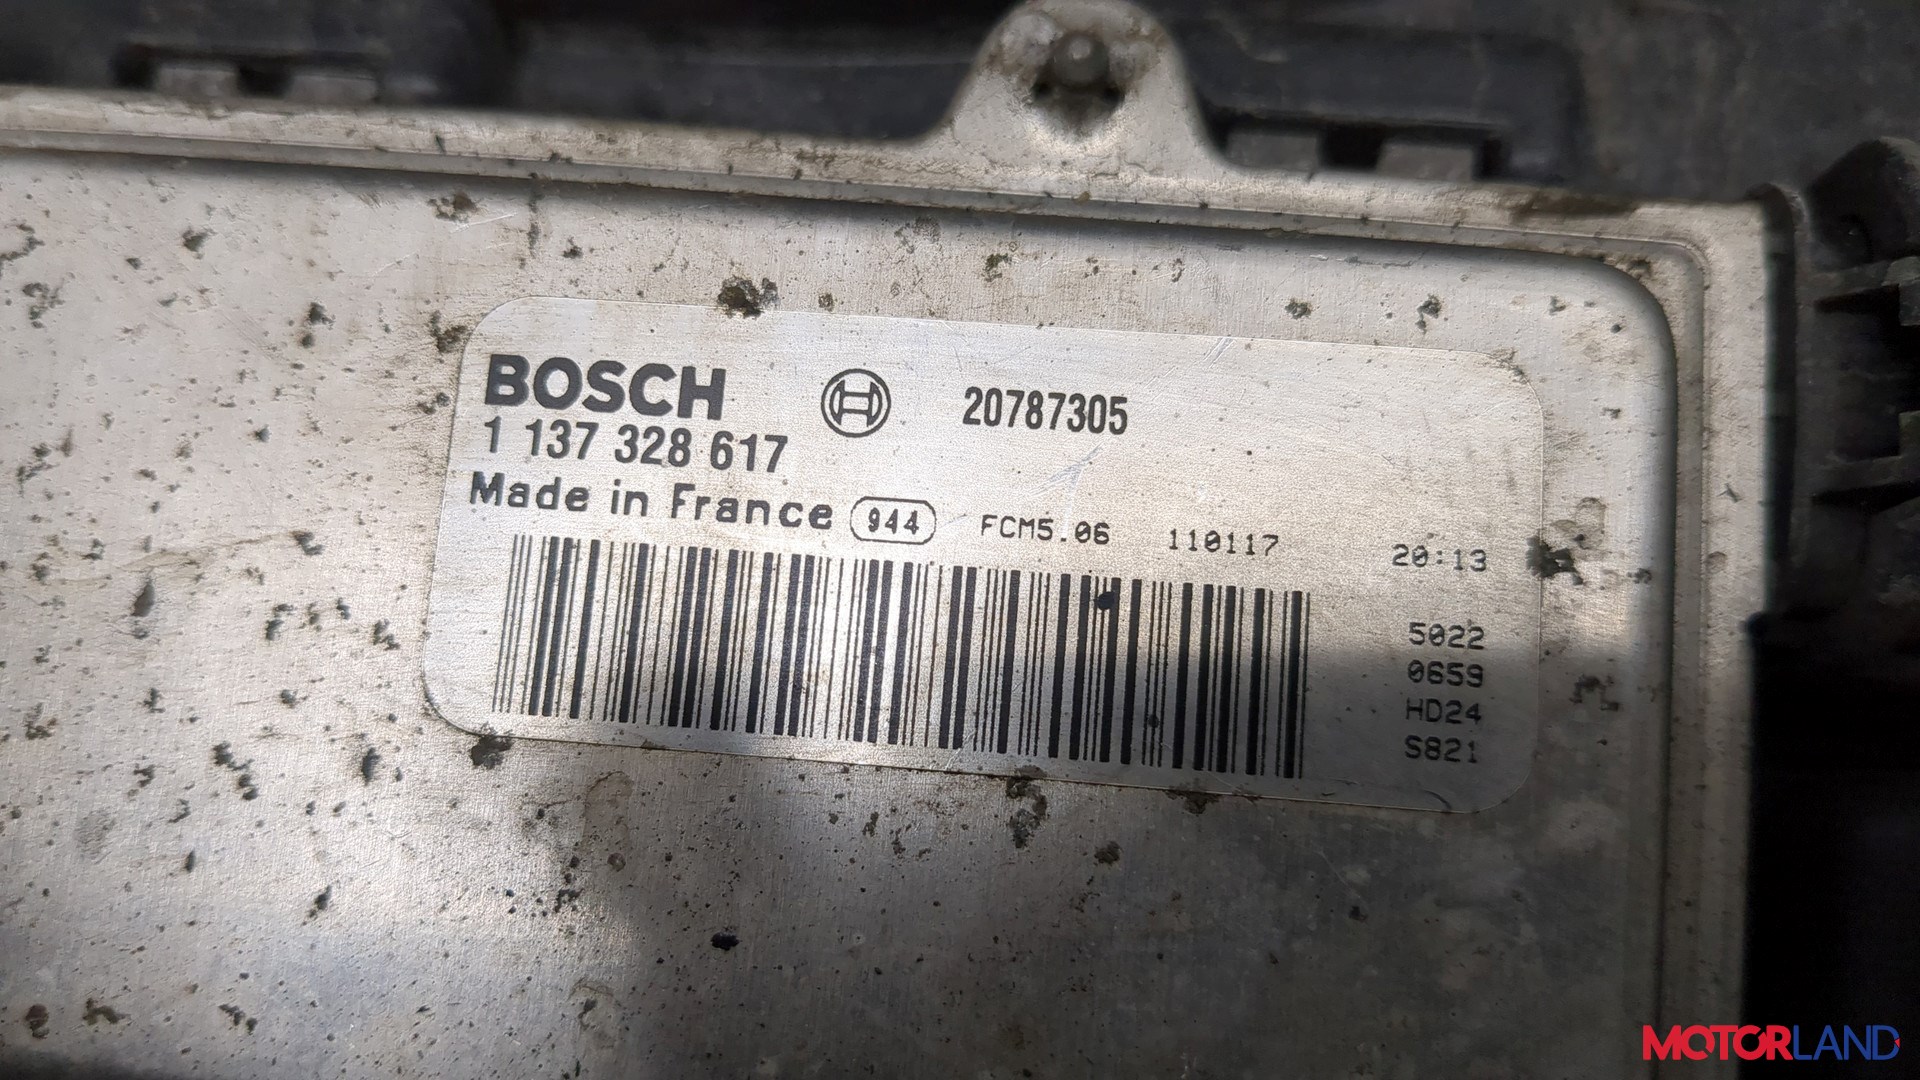 BOSCH 20787305
1 137 328 617
Made in France 944 FCM5.06 110117 20:13
5022
0659
HD24
S821
MOTORLAND